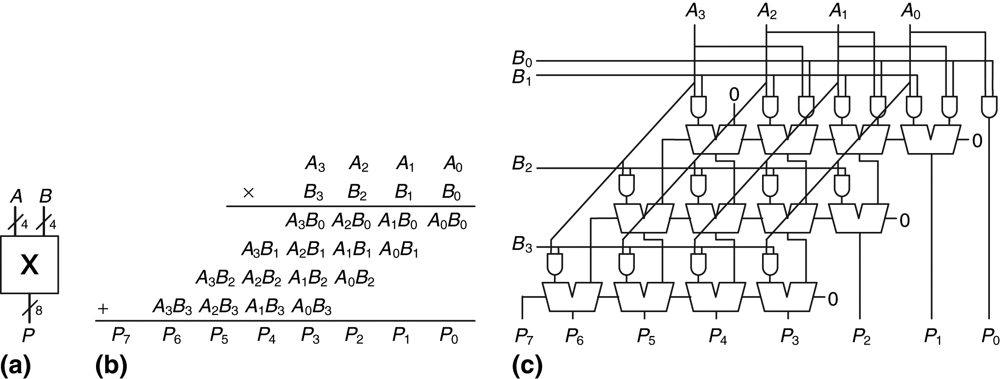 A B
4 4
X
8
P
(a)
A₃ A₂ A₁ A₀
× B₃ B₂ B₁ B₀
A₃B₀ A₂B₀ A₁B₀ A₀B₀
A₃B₁ A₂B₁ A₁B₁ A₀B₁
A₃B₂ A₂B₂ A₁B₂ A₀B₂
+ A₃B₃ A₂B₃ A₁B₃ A₀B₃
P₇ P₆ P₅ P₄ P₃ P₂ P₁ P₀
(b)
A₃ A₂ A₁ A₀
B₀
B₁
0
0
B₂
0
B₃
0
P₇ P₆ P₅ P₄ P₃ P₂ P₁ P₀
(c)